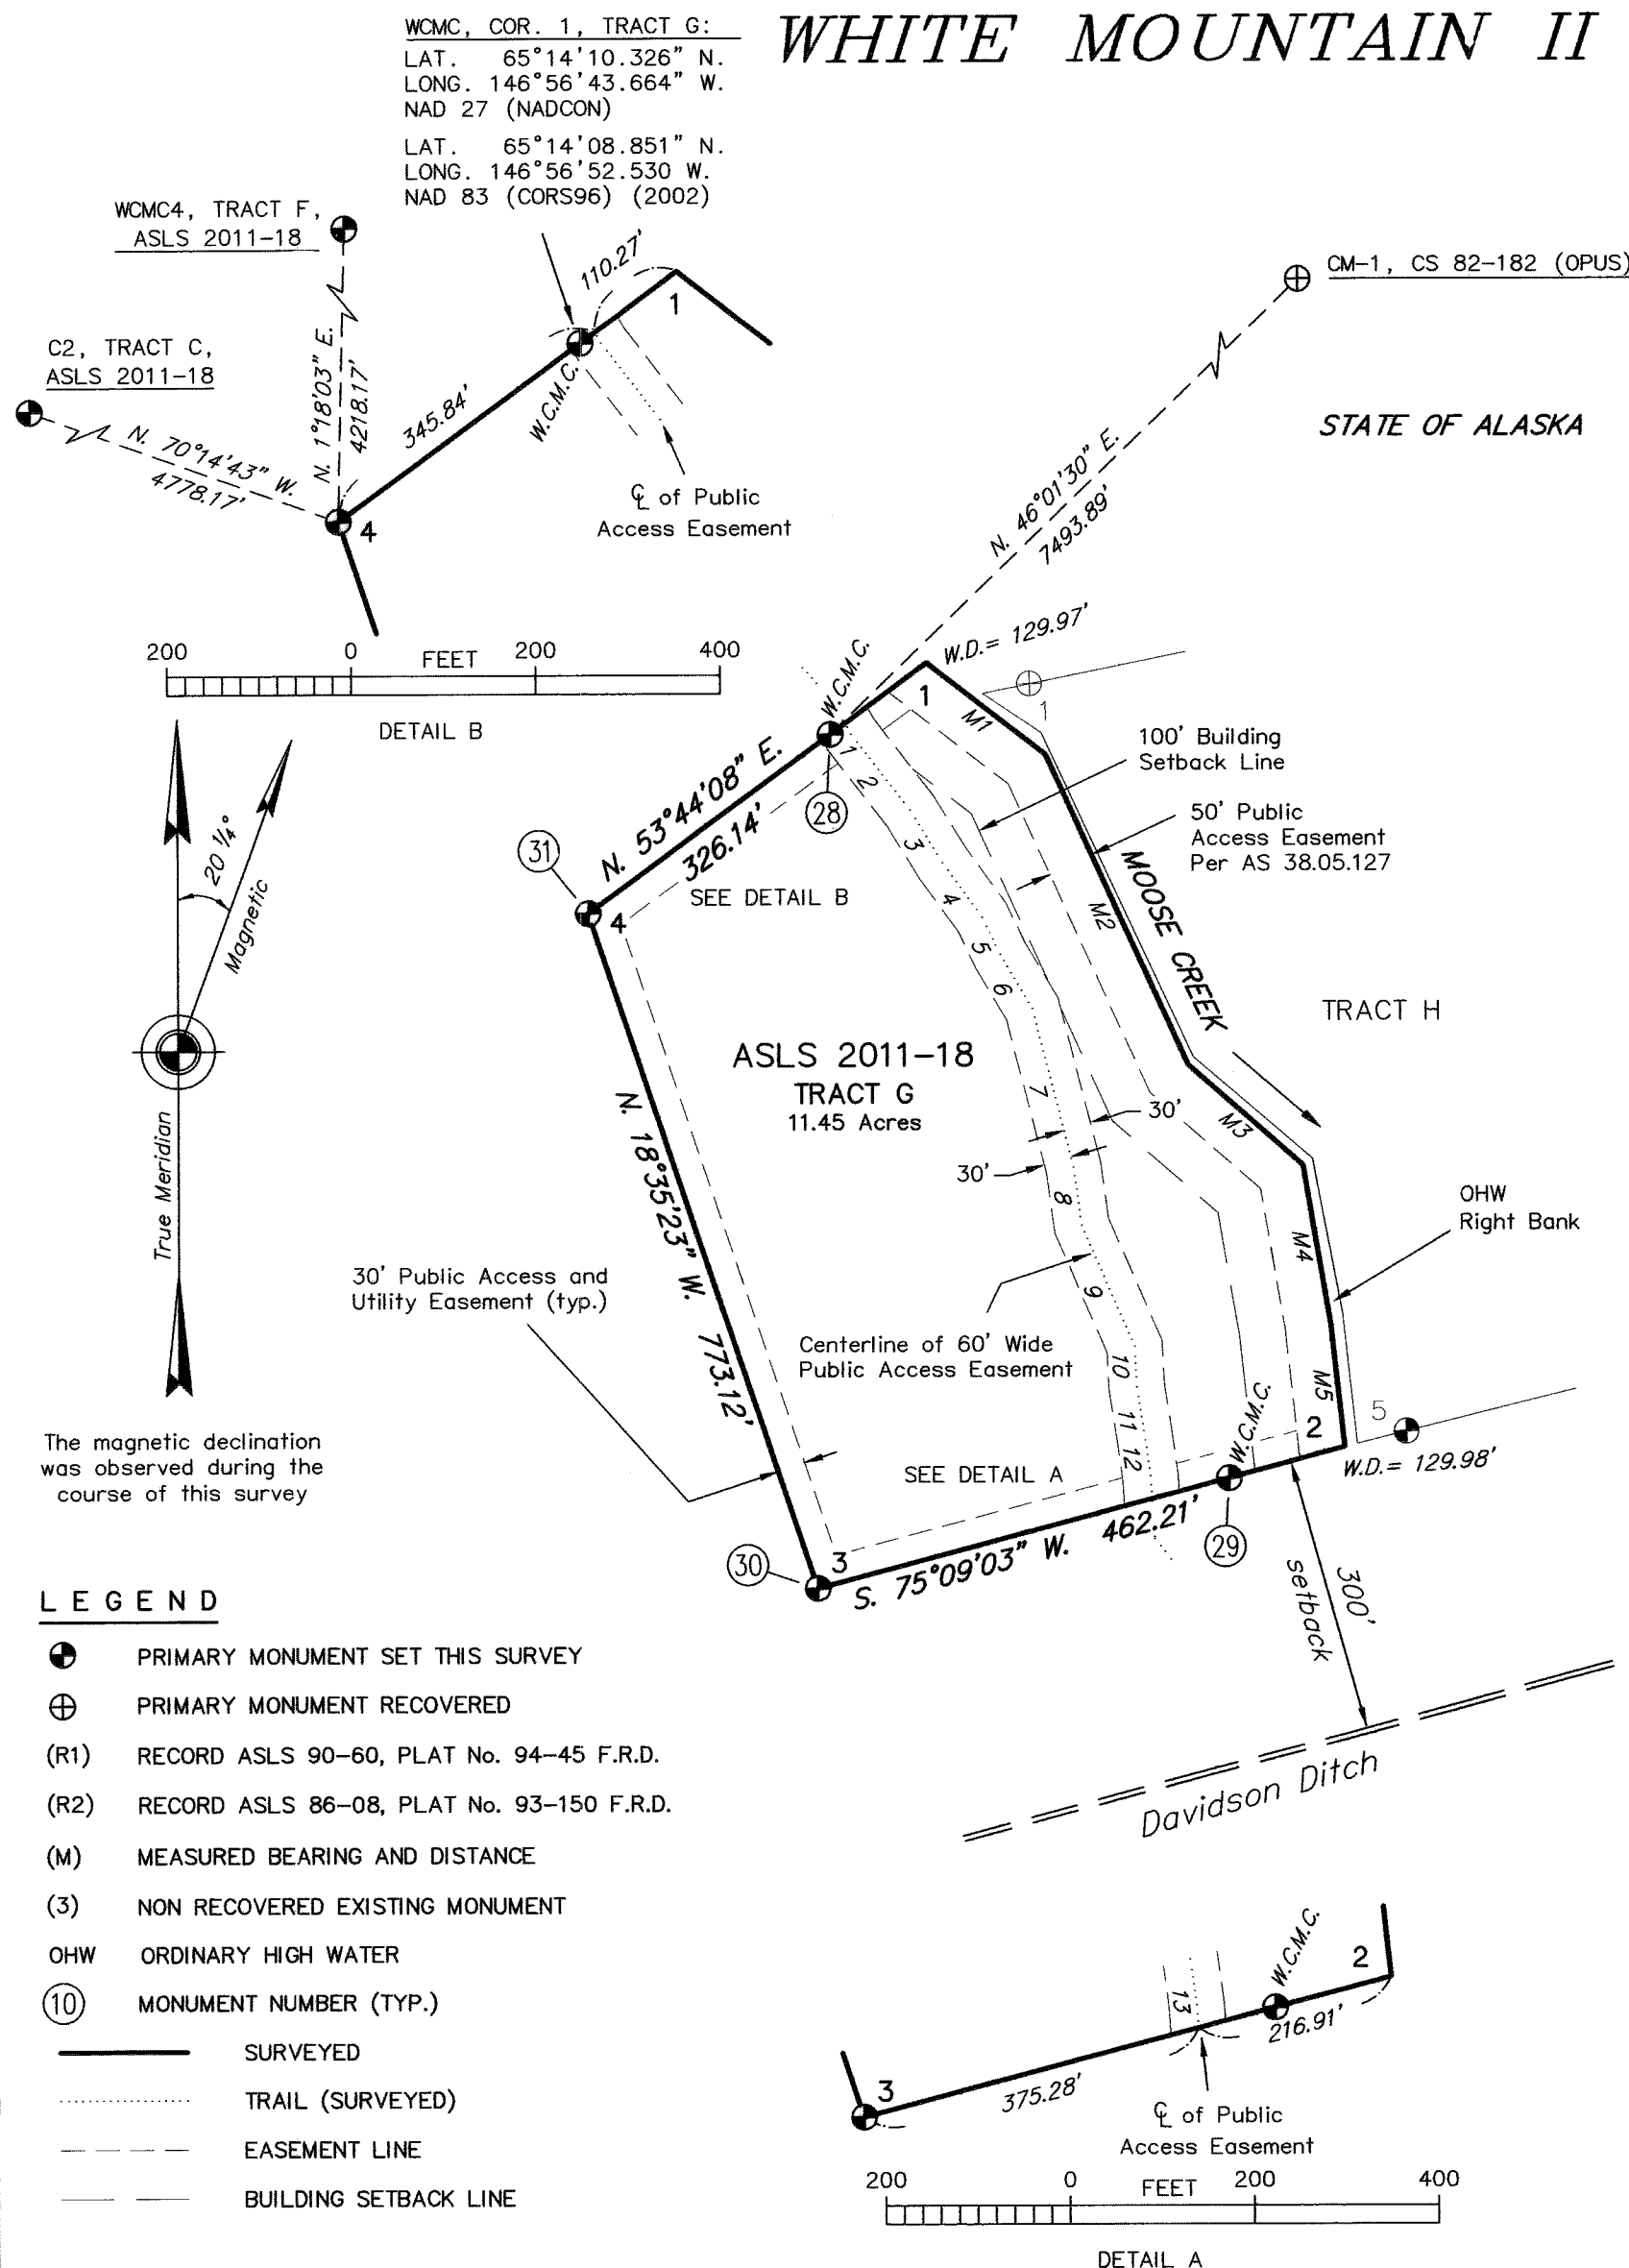 WHITE MOUNTAIN II
WCMC, COR. 1, TRACT G:
LAT. 65°14'10.326" N.
LONG. 146°56'43.664" W.
NAD 27 (NADCON)
LAT. 65°14'08.851" N.
LONG. 146°56'52.530 W.
NAD 83 (CORS96) (2002)
WCMC4, TRACT F,
ASLS 2011-18
C2, TRACT C,
ASLS 2011-18
N. 1°18'03" E.
4218.17'
N. 70°14'43" W.
4778.17'
110.27'
1
345.84'
W.C.M.C.
4
℄ of Public
Access Easement
200 0 FEET 200 400
DETAIL B
CM-1, CS 82-182 (OPUS)
STATE OF ALASKA
N. 46°01'30" E.
7493.89'
W.D.= 129.97'
W.C.M.C.
1
1
M1
100' Building
Setback Line
50' Public
Access Easement
Per AS 38.05.127
MOOSE CREEK
M2
28
31
N. 53°44'08" E.
326.14'
SEE DETAIL B
4
1
2
3
4
5
6
7
8
9
10
11
12
20 ¼°
Magnetic
True Meridian
The magnetic declination
was observed during the
course of this survey
ASLS 2011-18
TRACT G
11.45 Acres
TRACT H
30'
30'
M3
OHW
Right Bank
M4
M5
N. 18°35'23" W. 773.12'
30' Public Access and
Utility Easement (typ.)
Centerline of 60' Wide
Public Access Easement
SEE DETAIL A
W.C.M.C.
2
5
W.D.= 129.98'
30
3
S. 75°09'03" W. 462.21'
29
300'
setback
Davidson Ditch
LEGEND
PRIMARY MONUMENT SET THIS SURVEY
PRIMARY MONUMENT RECOVERED
(R1) RECORD ASLS 90-60, PLAT No. 94-45 F.R.D.
(R2) RECORD ASLS 86-08, PLAT No. 93-150 F.R.D.
(M) MEASURED BEARING AND DISTANCE
(3) NON RECOVERED EXISTING MONUMENT
OHW ORDINARY HIGH WATER
10 MONUMENT NUMBER (TYP.)
SURVEYED
TRAIL (SURVEYED)
EASEMENT LINE
BUILDING SETBACK LINE
W.C.M.C.
2
13
216.91'
3
375.28'
℄ of Public
Access Easement
200 0 FEET 200 400
DETAIL A